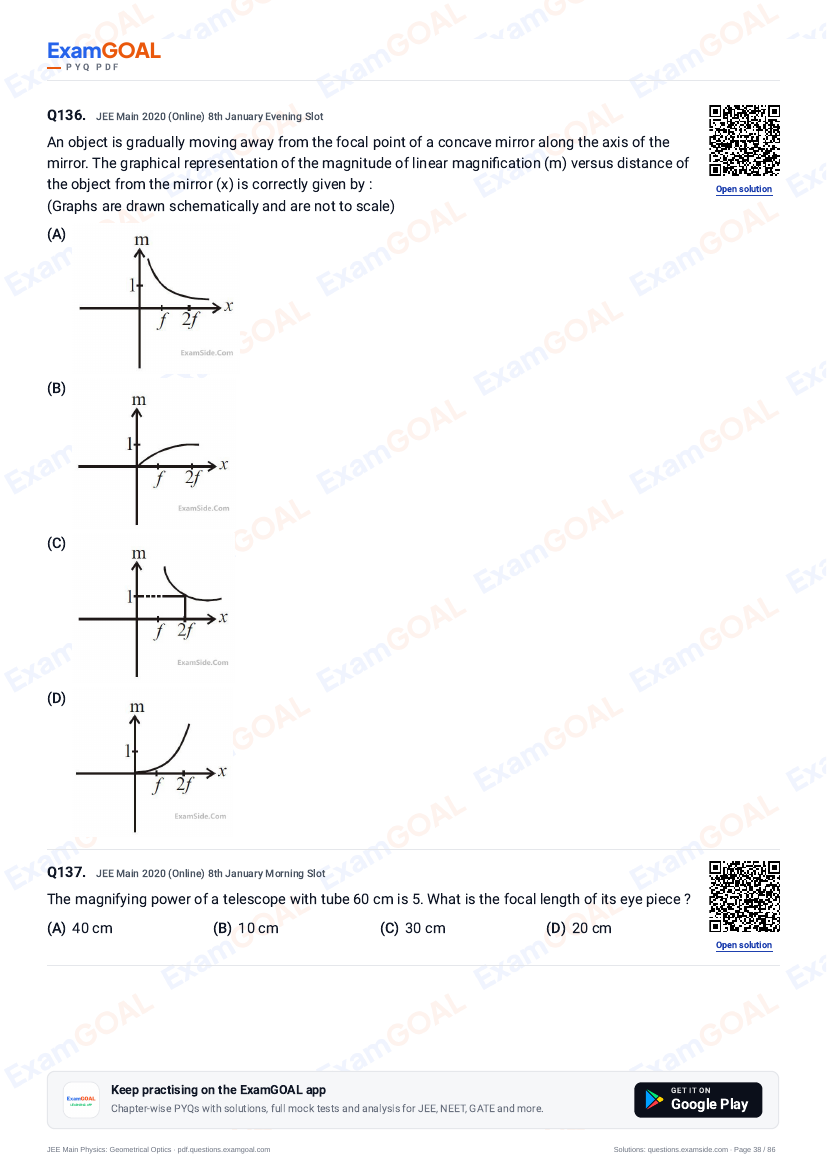 ExamGOAL
PYQ PDF
Q136. JEE Main 2020 (Online) 8th January Evening Slot
An object is gradually moving away from the focal point of a concave mirror along the axis of the
mirror. The graphical representation of the magnitude of linear magnification (m) versus distance of
the object from the mirror (x) is correctly given by :
(Graphs are drawn schematically and are not to scale)
Open solution
(A)
m
1
x
f 2f
ExamSide.Com
(B)
m
1
x
f 2f
ExamSide.Com
(C)
m
1
x
f 2f
ExamSide.Com
(D)
m
1
x
f 2f
ExamSide.Com
Q137. JEE Main 2020 (Online) 8th January Morning Slot
The magnifying power of a telescope with tube 60 cm is 5. What is the focal length of its eye piece ?
(A) 40 cm (B) 10 cm (C) 30 cm (D) 20 cm
Open solution
ExamGOAL
Keep practising on the ExamGOAL app
Chapter-wise PYQs with solutions, full mock tests and analysis for JEE, NEET, GATE and more.
GET IT ON
Google Play
JEE Main Physics: Geometrical Optics · pdf.questions.examgoal.com Solutions: questions.examside.com · Page 38 / 86